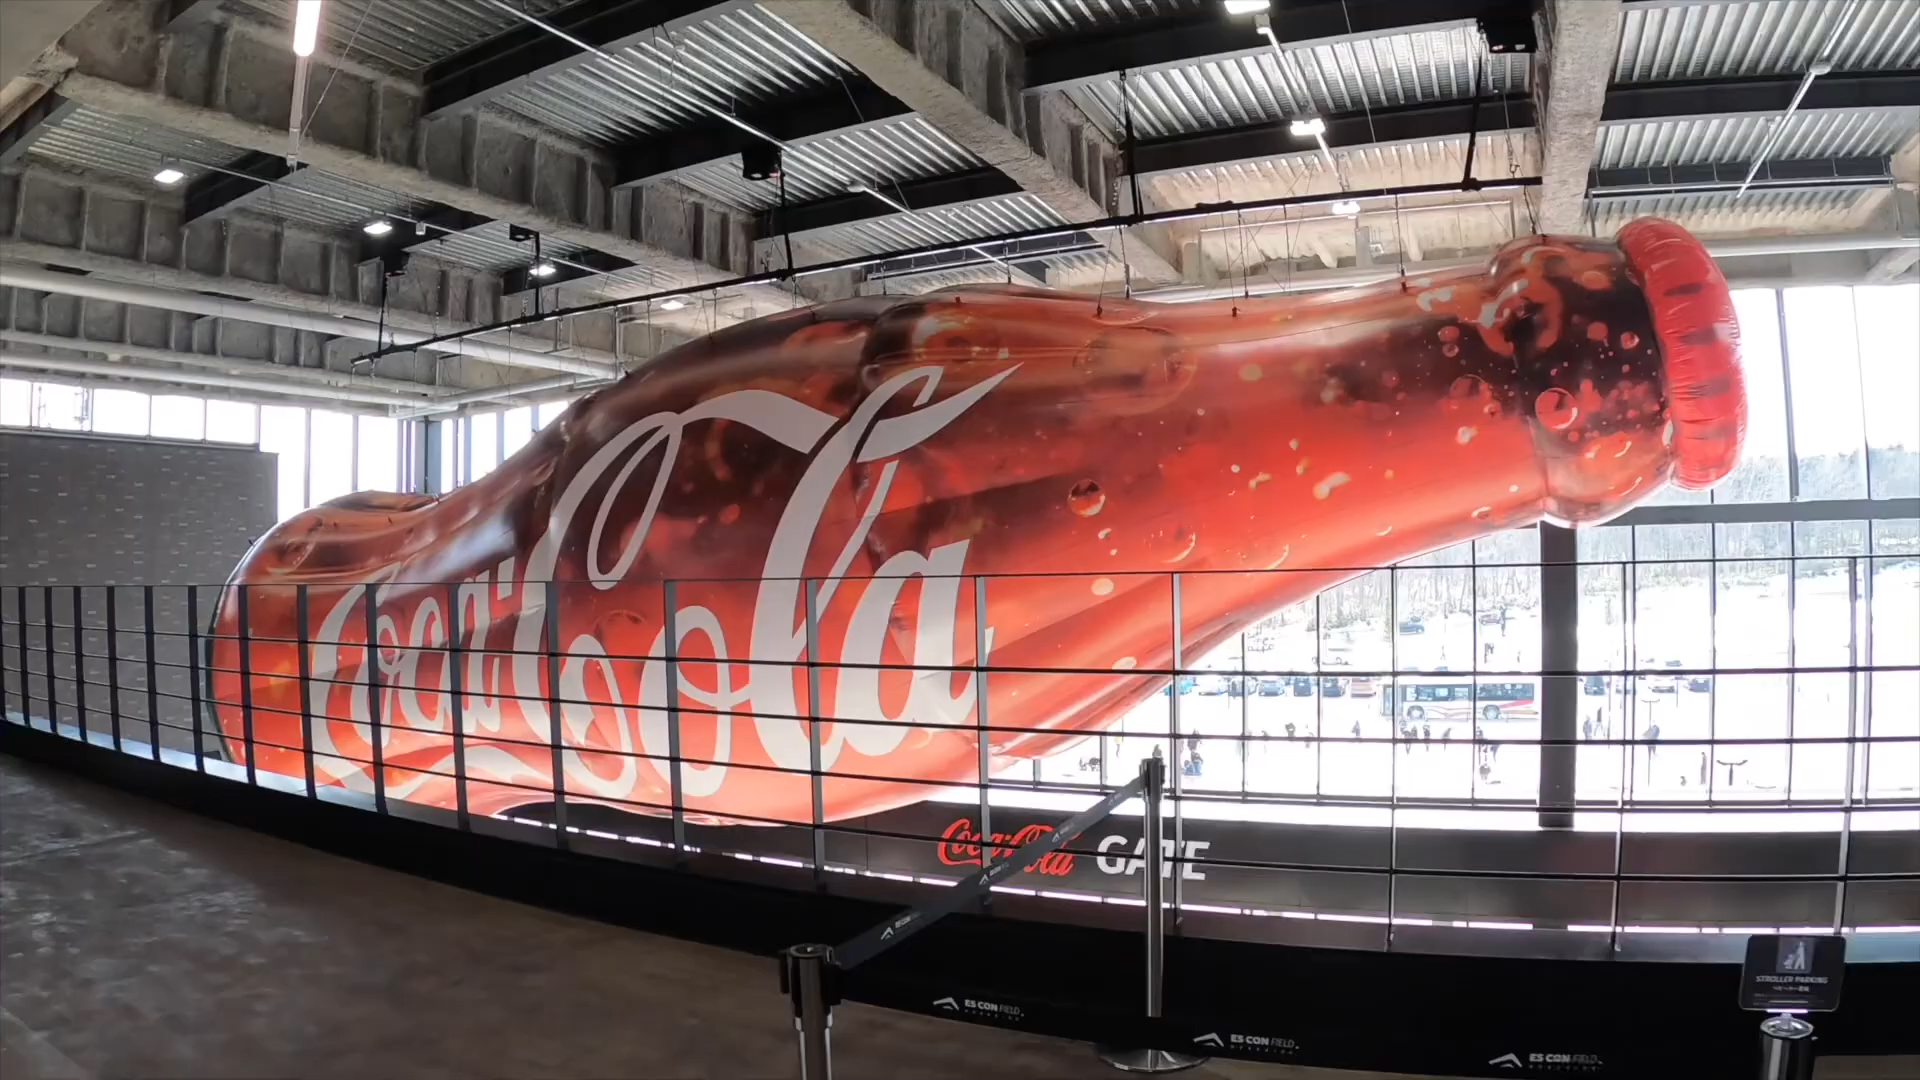 Coca-Cola
Coca-Cola GATE
ES CON FIELD
ES CON FIELD
ES CON FIELD
STROLLER PARKING